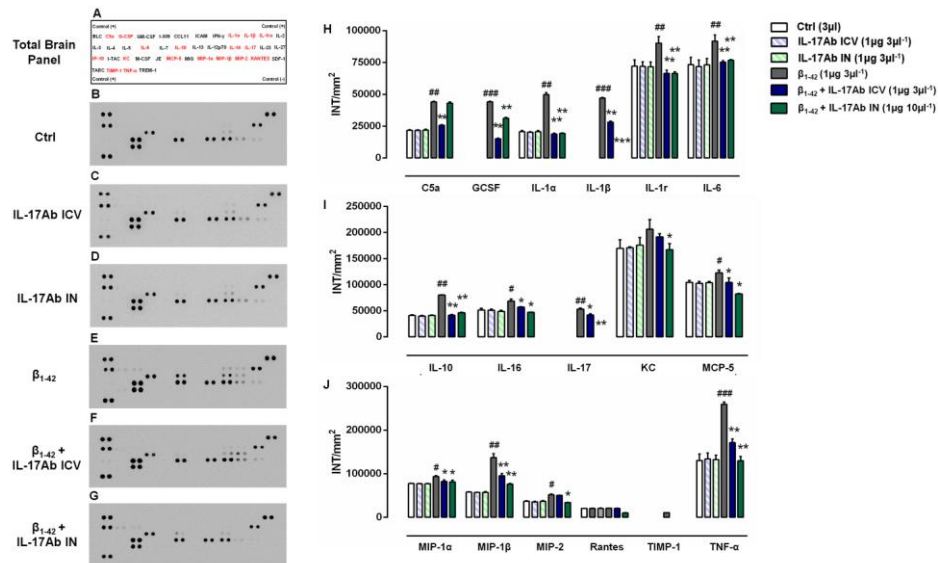 A
Control (+) Control (+)
BLC C5a G-CSF GM-CSF I-309 CCL11 ICAM IFN-γ IL-1α IL-1β IL-1ra IL-2
IL-3 IL-4 IL-5 IL-6 IL-7 IL-10 IL-13 IL-12p70 IL-16 IL-17 IL-23 IL-27
IP-10 I-TAC KC M-CSF JE MCP-5 MIG MIP-1α MIP-1β MIP-2 RANTES SDF-1
TARC TIMP-1 TNF-α TREM-1
Control (+) Control (-)
Total Brain
Panel
B
Ctrl
C
IL-17Ab ICV
D
IL-17Ab IN
E
β1-42
F
β1-42 +
IL-17Ab ICV
G
β1-42 +
IL-17Ab IN
H
INT/mm²
100000
75000
50000
25000
0
## ### ## ### ## ##
** ** ** ** ** *** ** ** ** **
C5a GCSF IL-1α IL-1β IL-1r IL-6
I
INT/mm²
250000
200000
150000
100000
50000
0
## # ## #
** ** * * * ** * * *
IL-10 IL-16 IL-17 KC MCP-5
J
INT/mm²
300000
200000
100000
0
# ## # ###
* * ** ** * ** **
MIP-1α MIP-1β MIP-2 Rantes TIMP-1 TNF-α
Ctrl (3µl)
IL-17Ab ICV (1µg 3µl-1)
IL-17Ab IN (1µg 3µl-1)
β1-42 (1µg 3µl-1)
β1-42 + IL-17Ab ICV (1µg 3µl-1)
β1-42 + IL-17Ab IN (1µg 10µl-1)